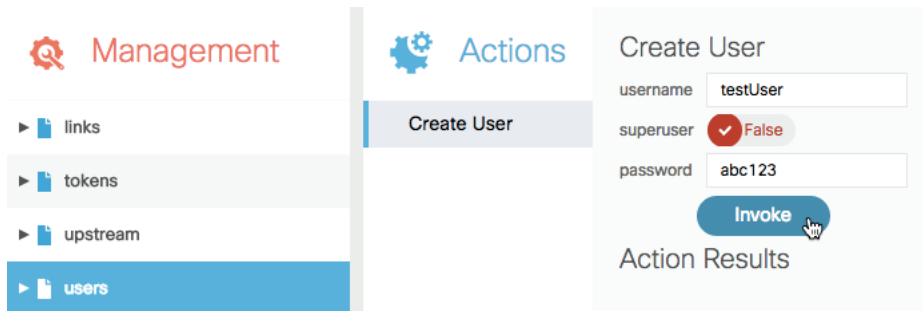 Management
links
tokens
upstream
users
Actions
Create User
Create User
username testUser
superuser False
password abc123
Invoke
Action Results